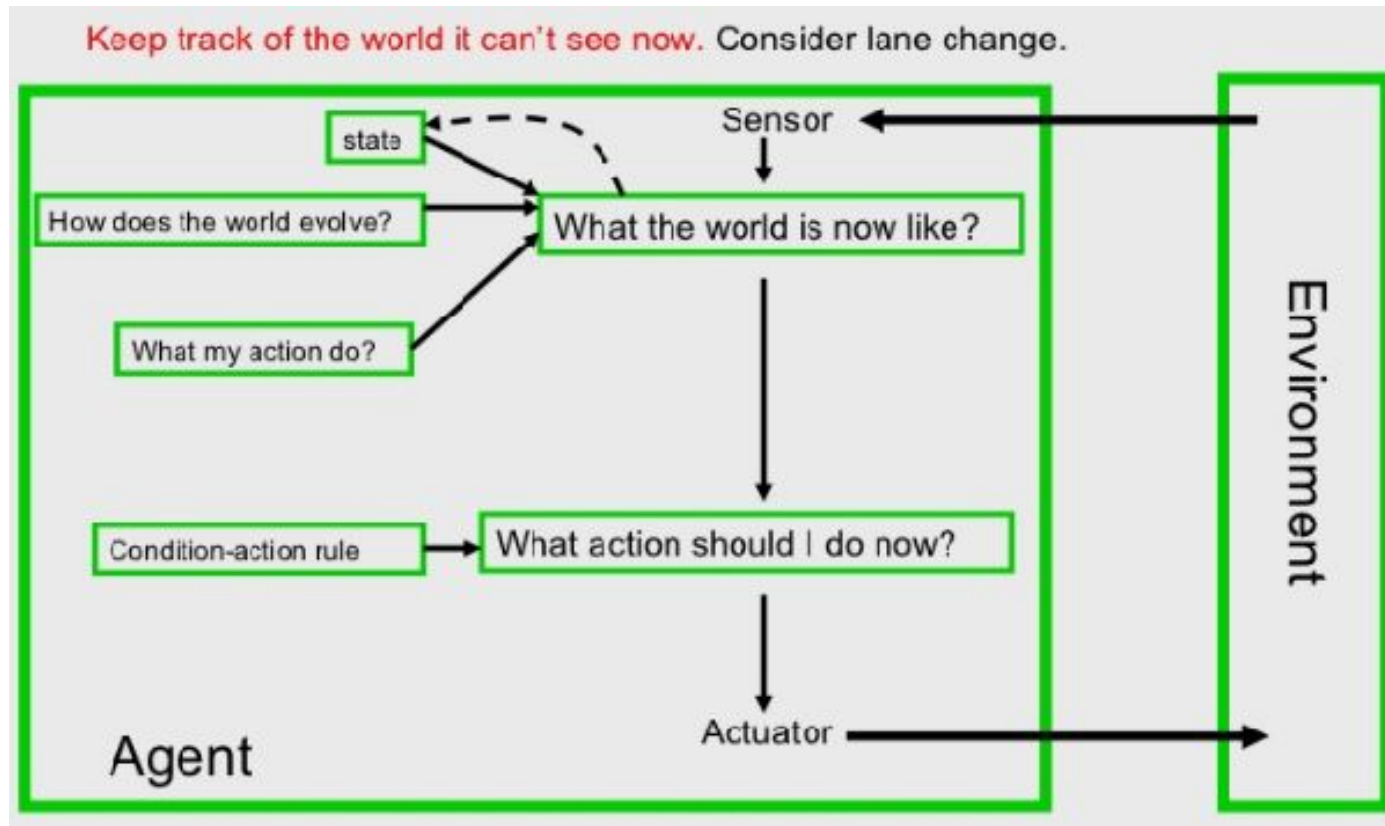 Keep track of the world it can't see now. Consider lane change.
Sensor
state
How does the world evolve?
What the world is now like?
What my action do?
Condition-action rule
What action should I do now?
Actuator
Agent
Environment